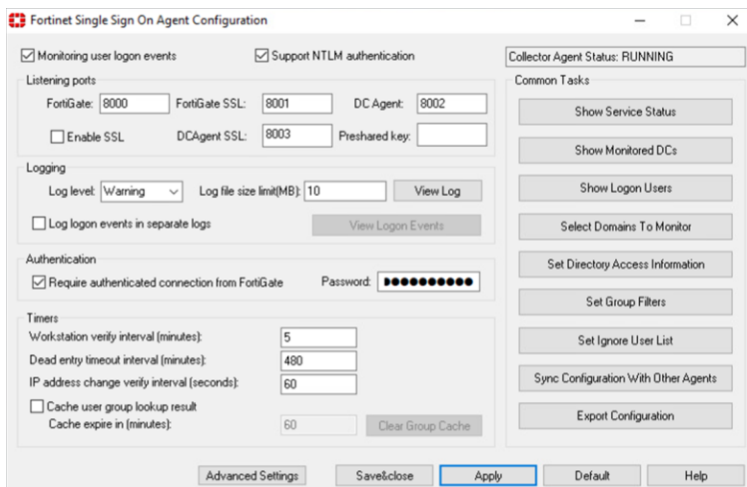 Fortinet Single Sign On Agent Configuration
Monitoring user logon events
Support NTLM authentication
Collector Agent Status: RUNNING
Listening ports
FortiGate: 8000 FortiGate SSL: 8001 DC Agent: 8002
Enable SSL DCAgent SSL: 8003 Preshared key:
Logging
Log level: Warning Log file size limit(MB): 10 View Log
Log logon events in separate logs View Logon Events
Authentication
Require authenticated connection from FortiGate Password:
Timers
Workstation verify interval (minutes): 5
Dead entry timeout interval (minutes): 480
IP address change verify interval (seconds): 60
Cache user group lookup result
Cache expire in (minutes): 60 Clear Group Cache
Common Tasks
Show Service Status
Show Monitored DCs
Show Logon Users
Select Domains To Monitor
Set Directory Access Information
Set Group Filters
Set Ignore User List
Sync Configuration With Other Agents
Export Configuration
Advanced Settings Save&close Apply Default Help